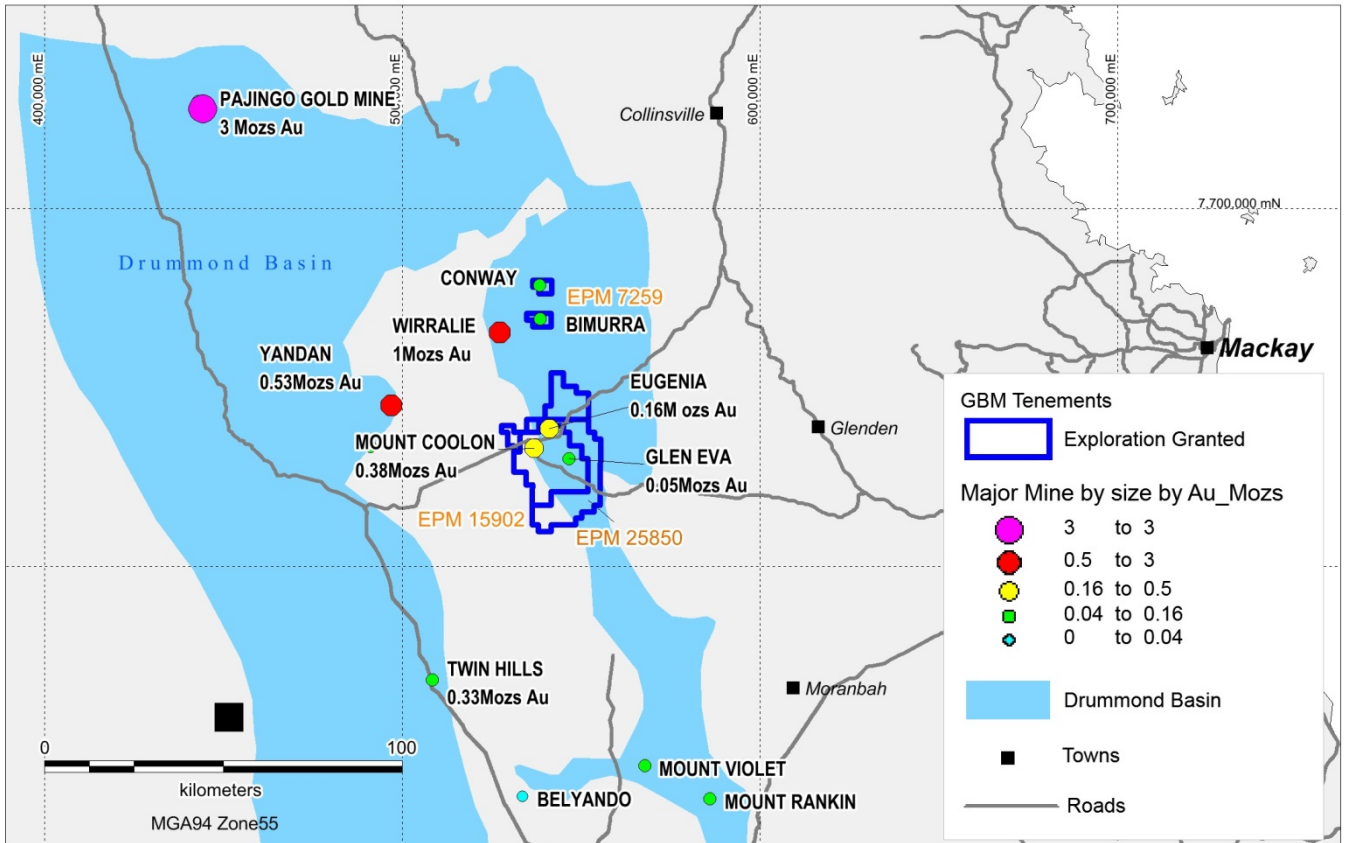 400,000 mE
500,000 mE
600,000 mE
700,000 mE
PAJINGO GOLD MINE
3 Mozs Au
Collinsville
7,700,000 mN
Drummond Basin
CONWAY
EPM 7259
BIMURRA
WIRRALIE
1Mozs Au
Mackay
YANDAN
0.53Mozs Au
EUGENIA
0.16M ozs Au
Glenden
MOUNT COOLON
0.38Mozs Au
GLEN EVA
0.05Mozs Au
EPM 15902
EPM 25850
TWIN HILLS
0.33Mozs Au
Moranbah
MOUNT VIOLET
BELYANDO
MOUNT RANKIN
0
100
kilometers
MGA94 Zone55
GBM Tenements
Exploration Granted
Major Mine by size by Au_Mozs
3 to 3
0.5 to 3
0.16 to 0.5
0.04 to 0.16
0 to 0.04
Drummond Basin
Towns
Roads